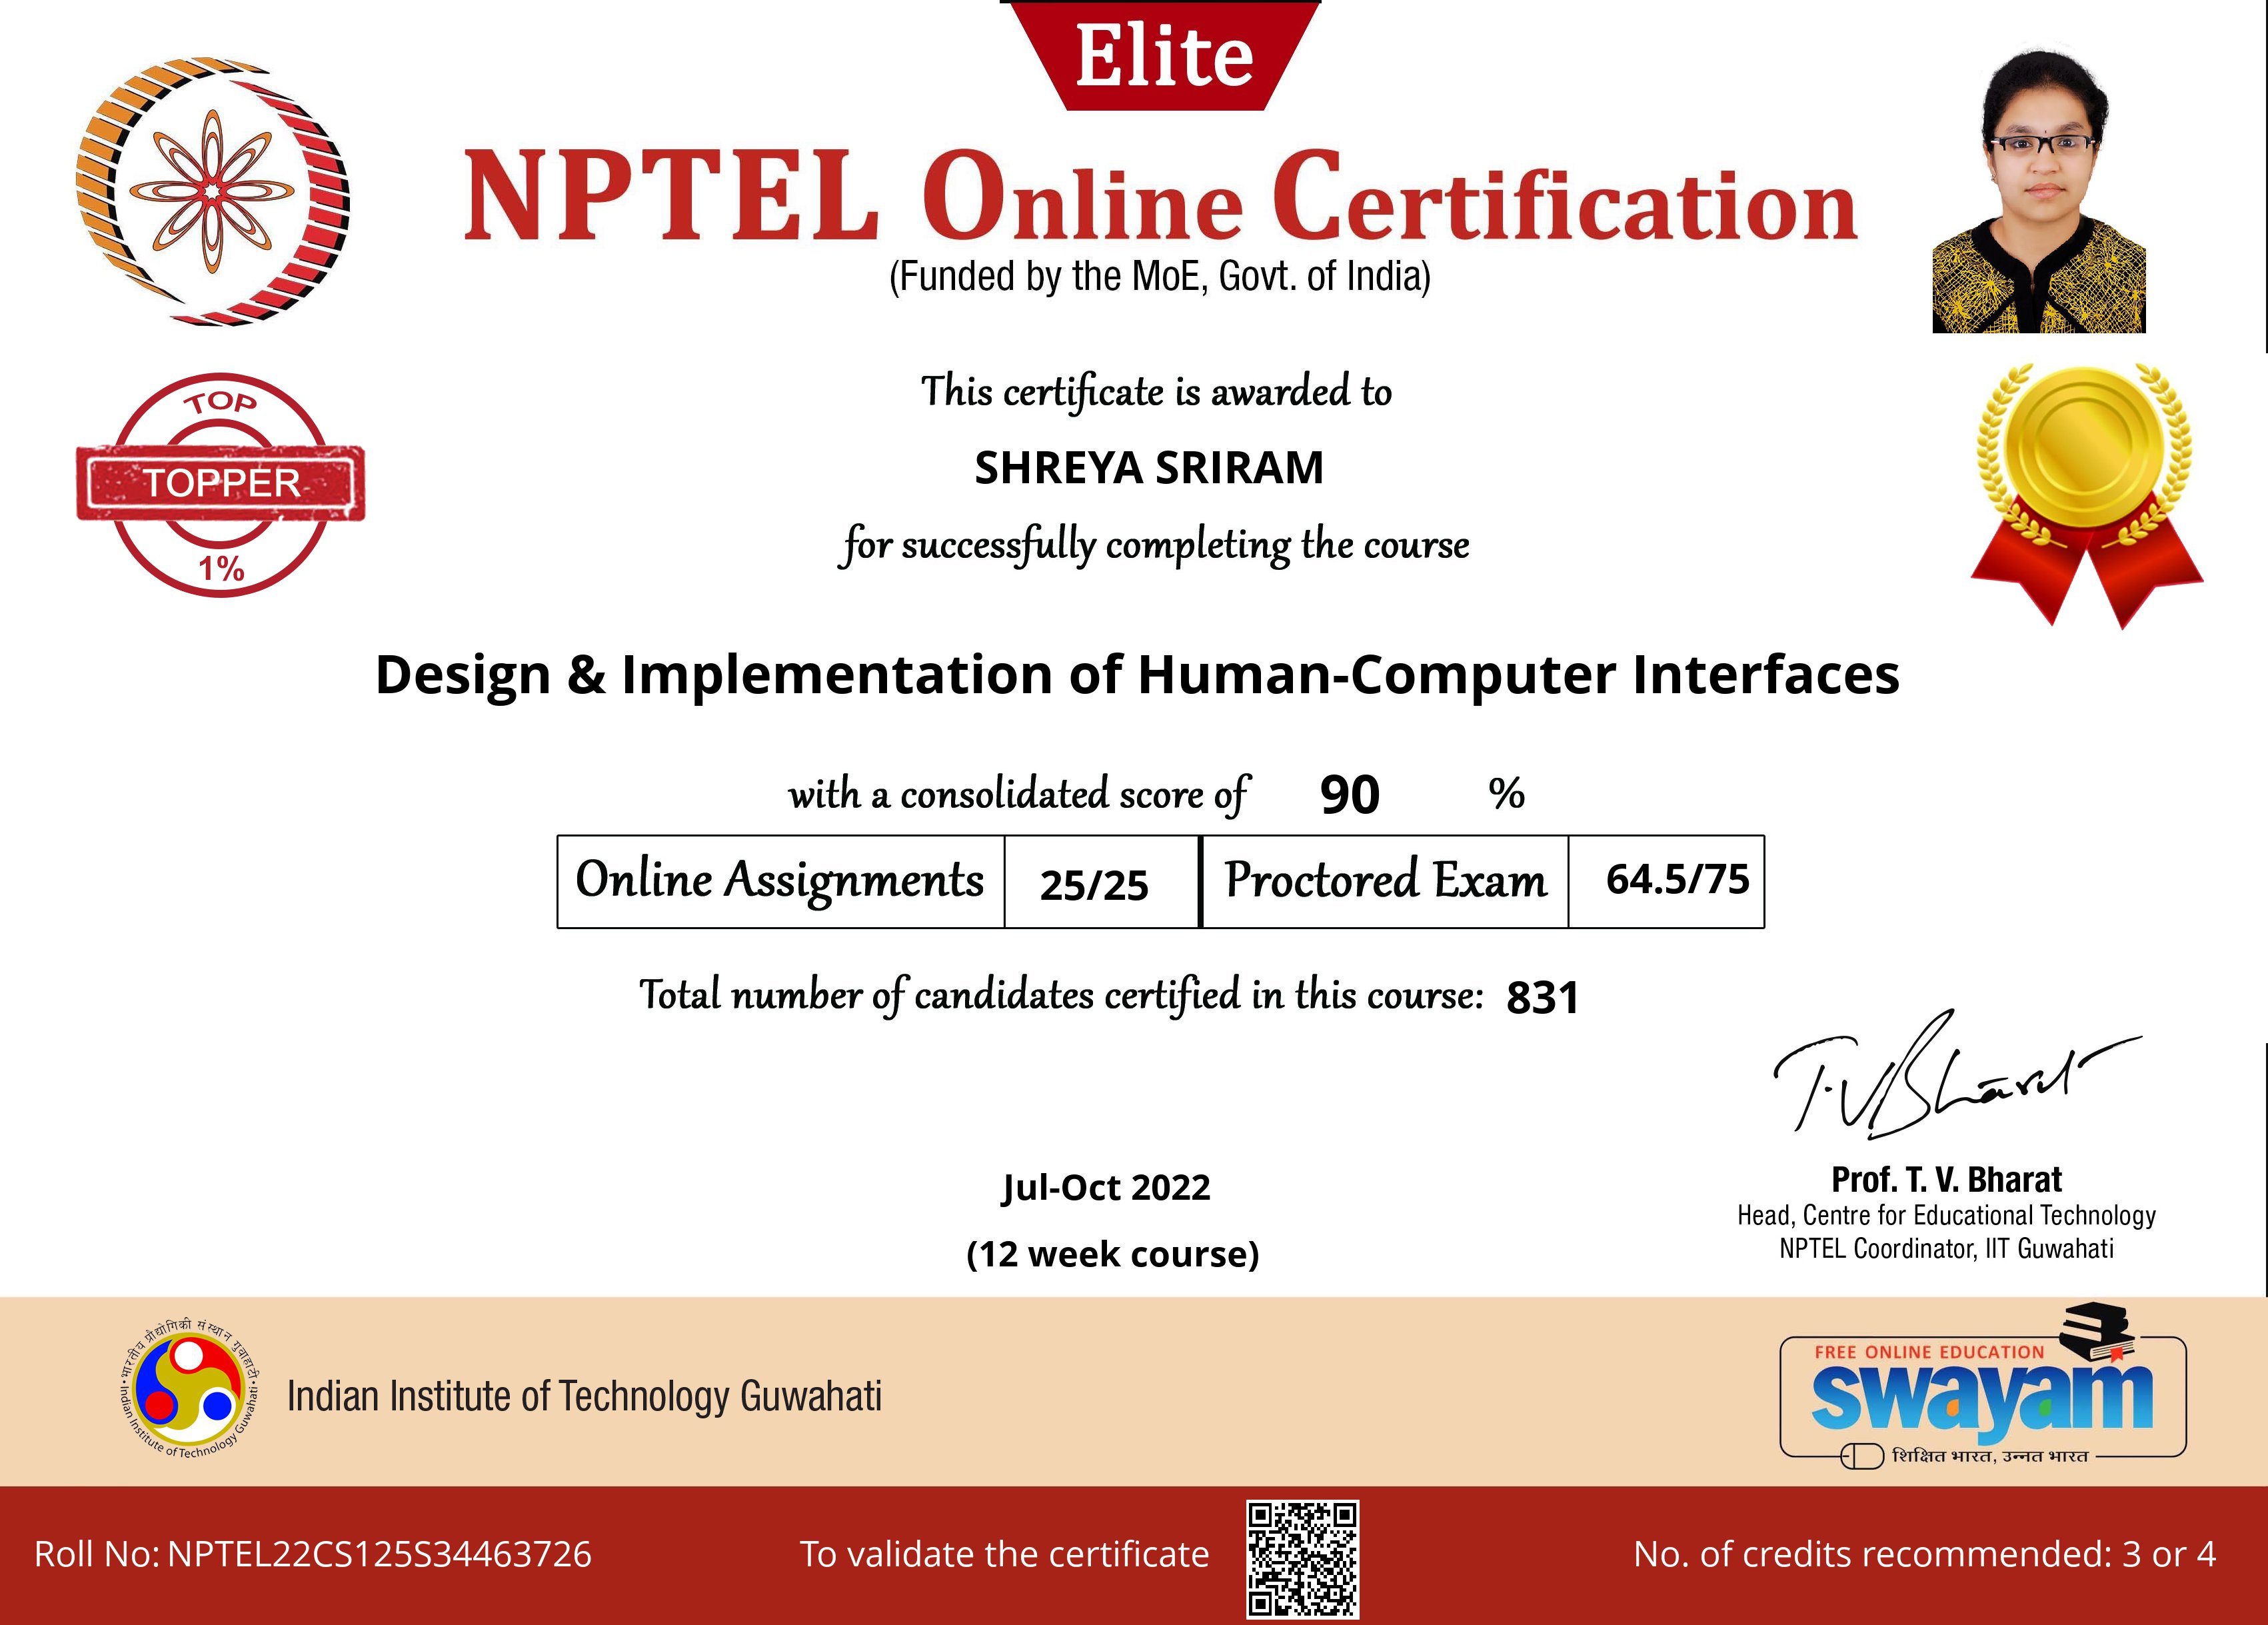 Elite
NPTEL Online Certification
(Funded by the MoE, Govt. of India)
This certificate is awarded to
SHREYA SRIRAM
for successfully completing the course
TOP
TOPPER
1%
Design & Implementation of Human-Computer Interfaces
with a consolidated score of 90 %
Online Assignments 25/25 Proctored Exam 64.5/75
Total number of candidates certified in this course: 831
T.V.Bharat
Prof. T. V. Bharat
Head, Centre for Educational Technology
NPTEL Coordinator, IIT Guwahati
Jul-Oct 2022
(12 week course)
भारतीय प्रौद्योगिकी संस्थान गुवाहाटी
Indian Institute of Technology Guwahati
Indian Institute of Technology Guwahati
FREE ONLINE EDUCATION
swayam
शिक्षित भारत, उन्नत भारत
Roll No: NPTEL22CS125S34463726
To validate the certificate
No. of credits recommended: 3 or 4